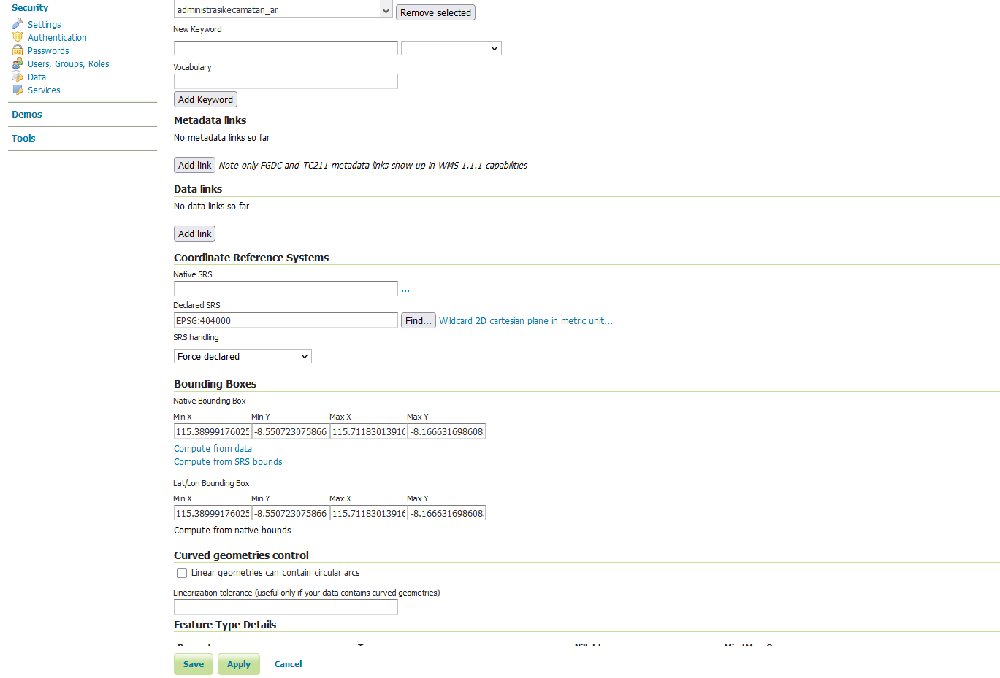 Security
Settings
Authentication
Passwords
Users, Groups, Roles
Data
Services
Demos
Tools
administrasikecamatan_ar
Remove selected
New Keyword
Vocabulary
Add Keyword
Metadata links
No metadata links so far
Add link Note only FGDC and TC211 metadata links show up in WMS 1.1.1 capabilities
Data links
No data links so far
Add link
Coordinate Reference Systems
Native SRS
...
Declared SRS
EPSG:404000 Find... Wildcard 2D cartesian plane in metric unit...
SRS handling
Force declared
Bounding Boxes
Native Bounding Box
Min X Min Y Max X Max Y
115.38999176025 -8.550723075866 115.71183013916 -8.166631698608
Compute from data
Compute from SRS bounds
Lat/Lon Bounding Box
Min X Min Y Max X Max Y
115.38999176025 -8.550723075866 115.71183013916 -8.166631698608
Compute from native bounds
Curved geometries control
Linear geometries can contain circular arcs
Linearization tolerance (useful only if your data contains curved geometries)
Feature Type Details
Save Apply Cancel